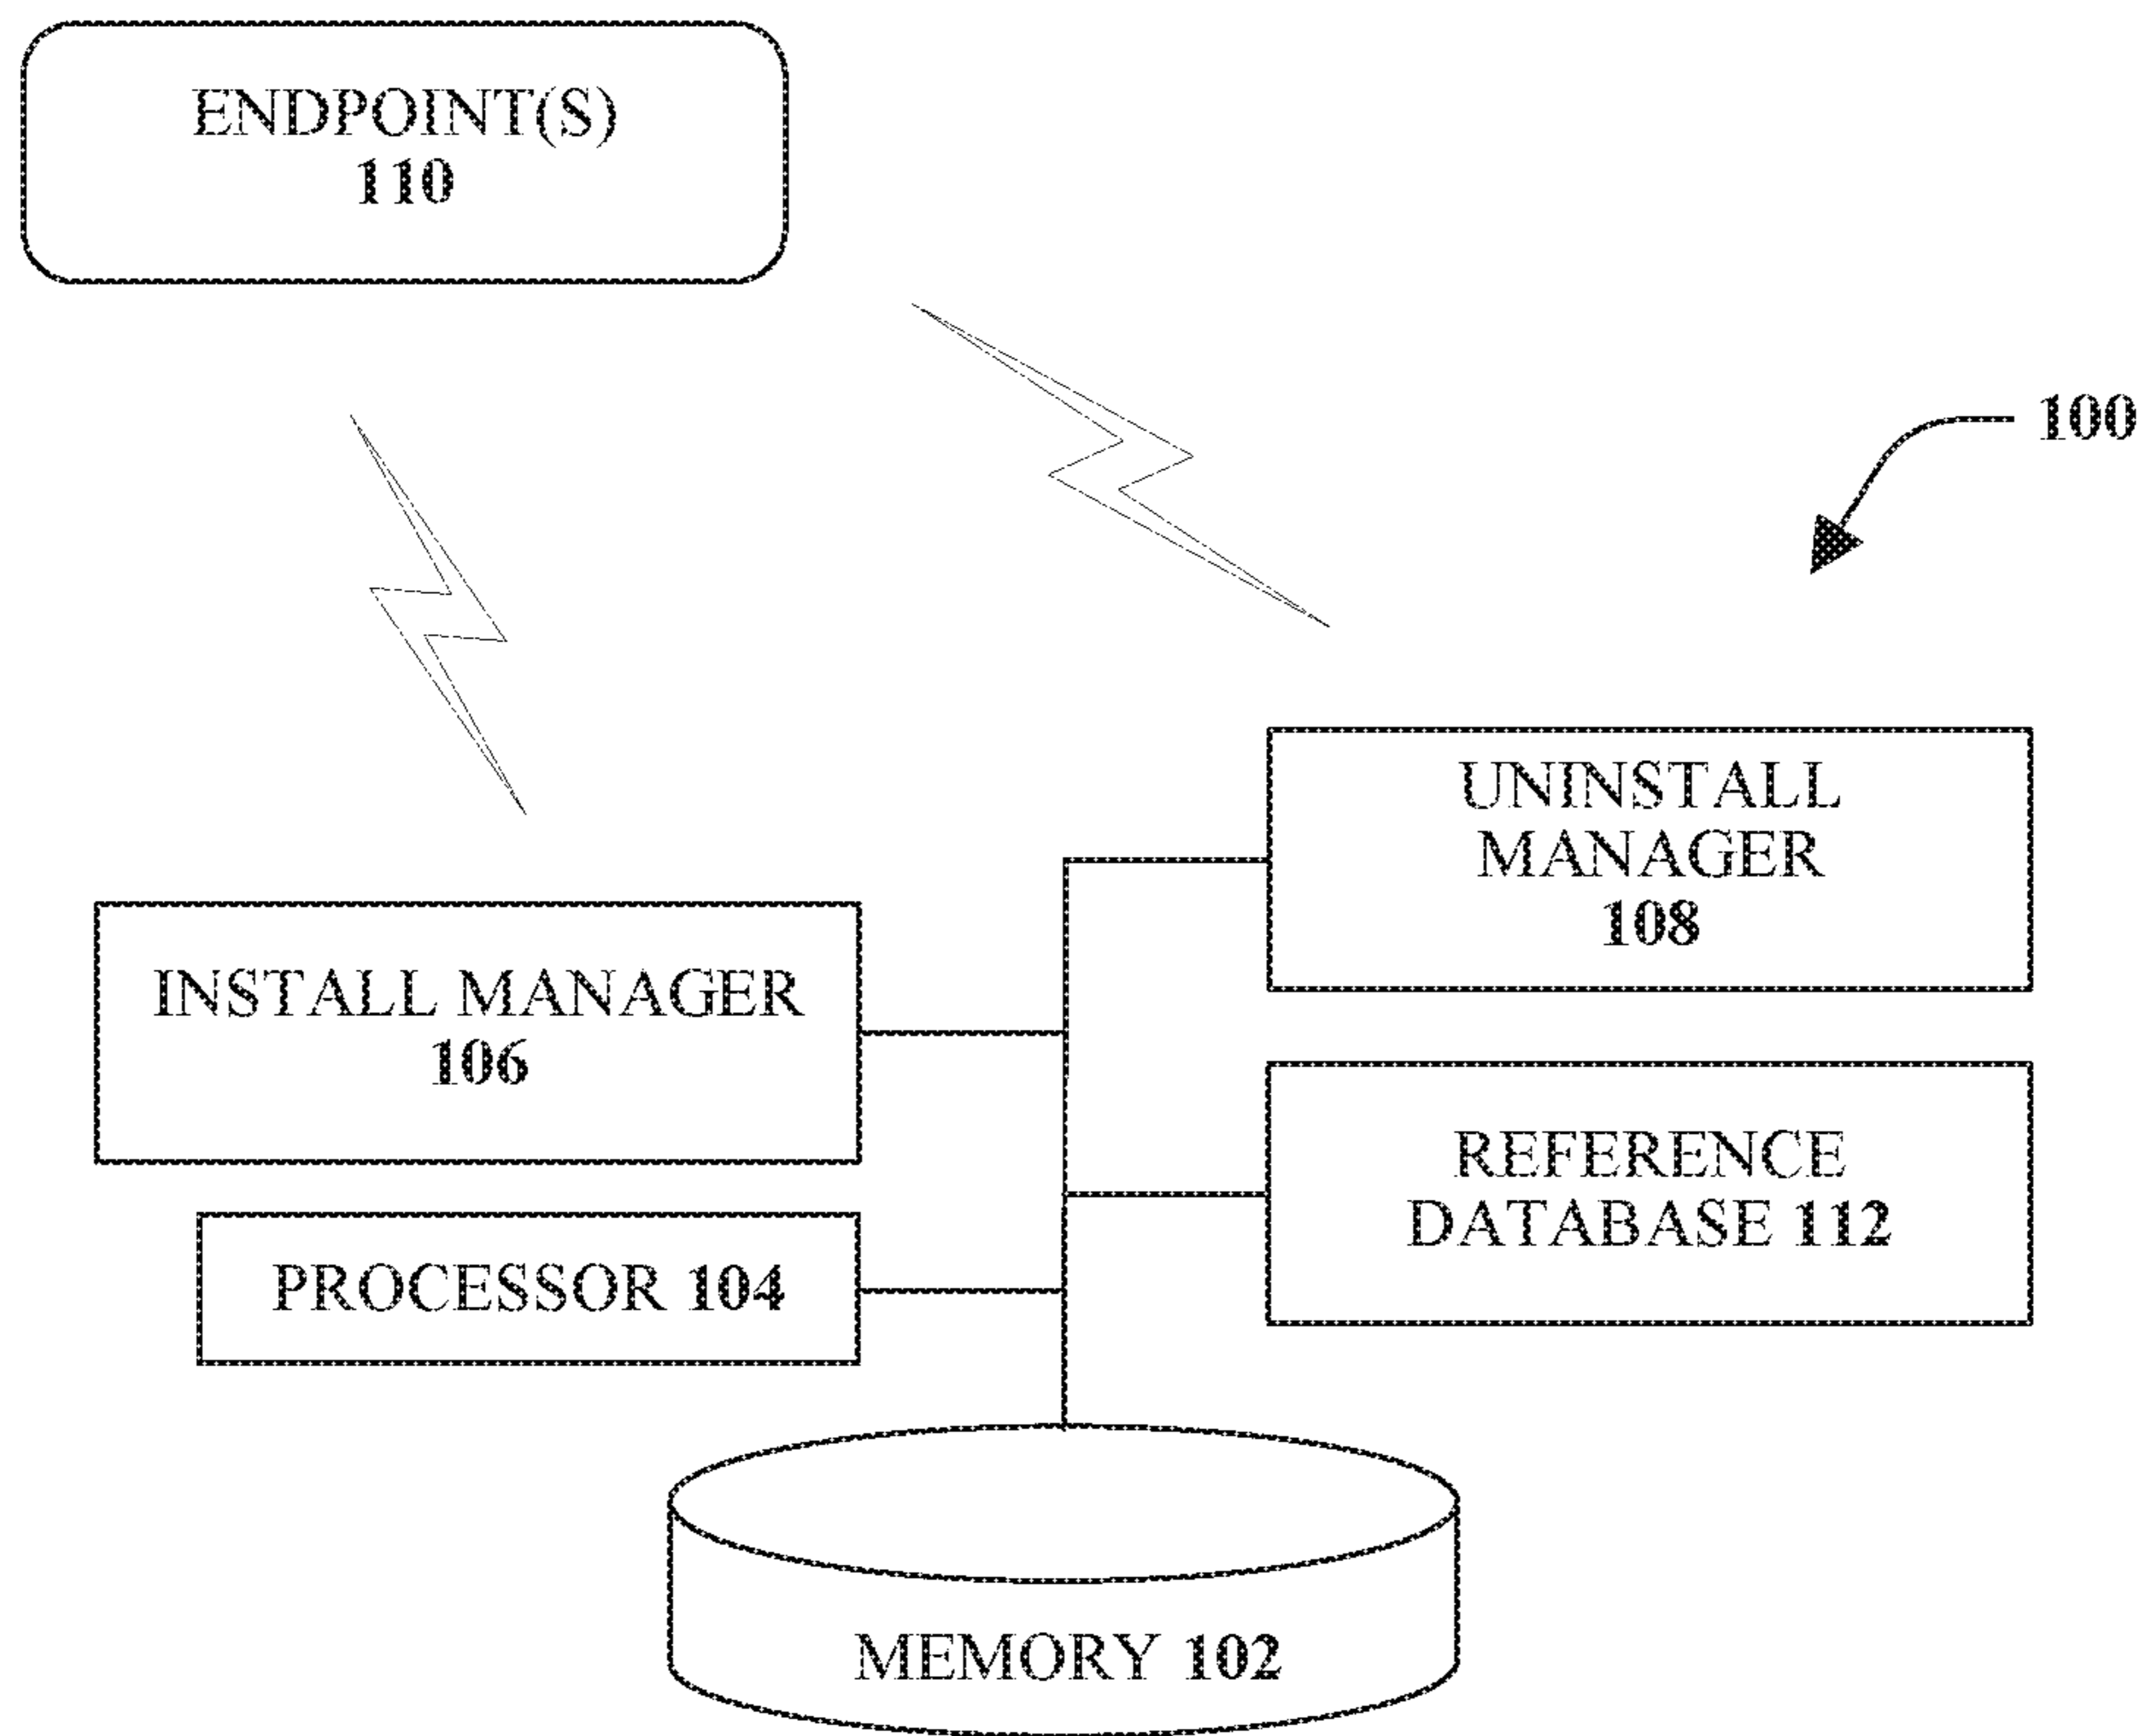 ENDPOINT(S)
110
100
UNINSTALL
MANAGER
108
INSTALL MANAGER
106
REFERENCE
DATABASE 112
PROCESSOR 104
MEMORY 102